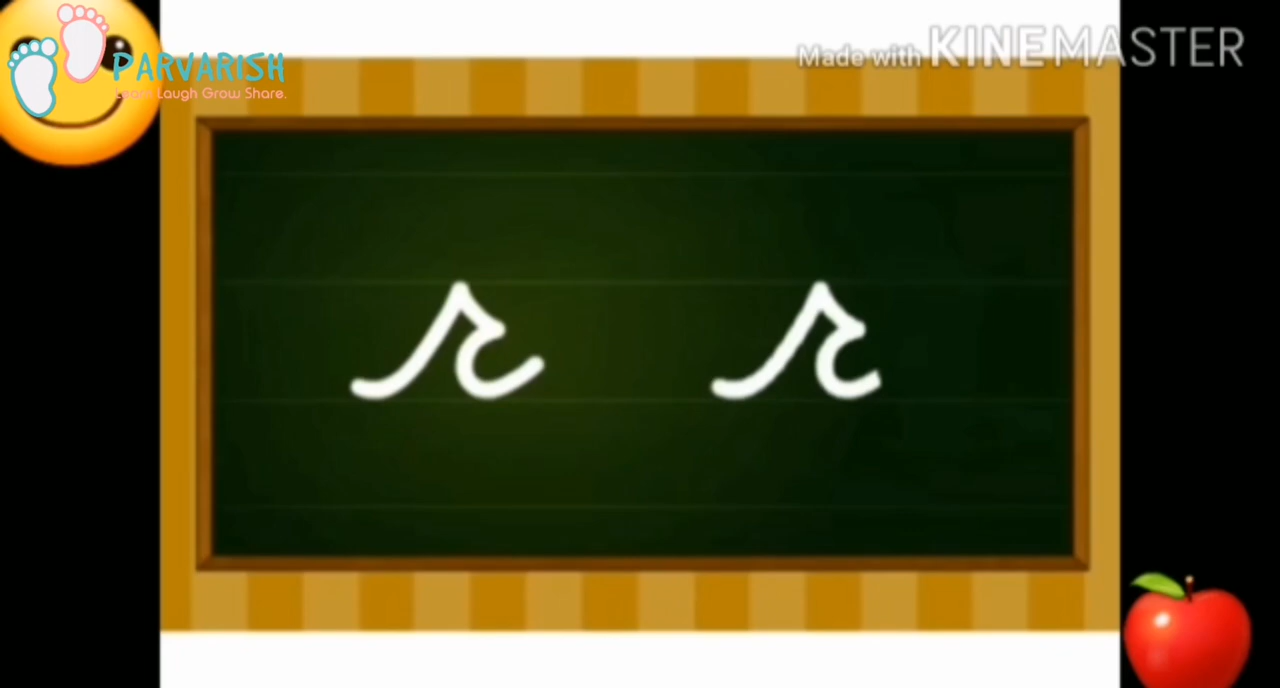 PARVARISH
Learn Laugh Grow Share.
Made with KINEMASTER
r r